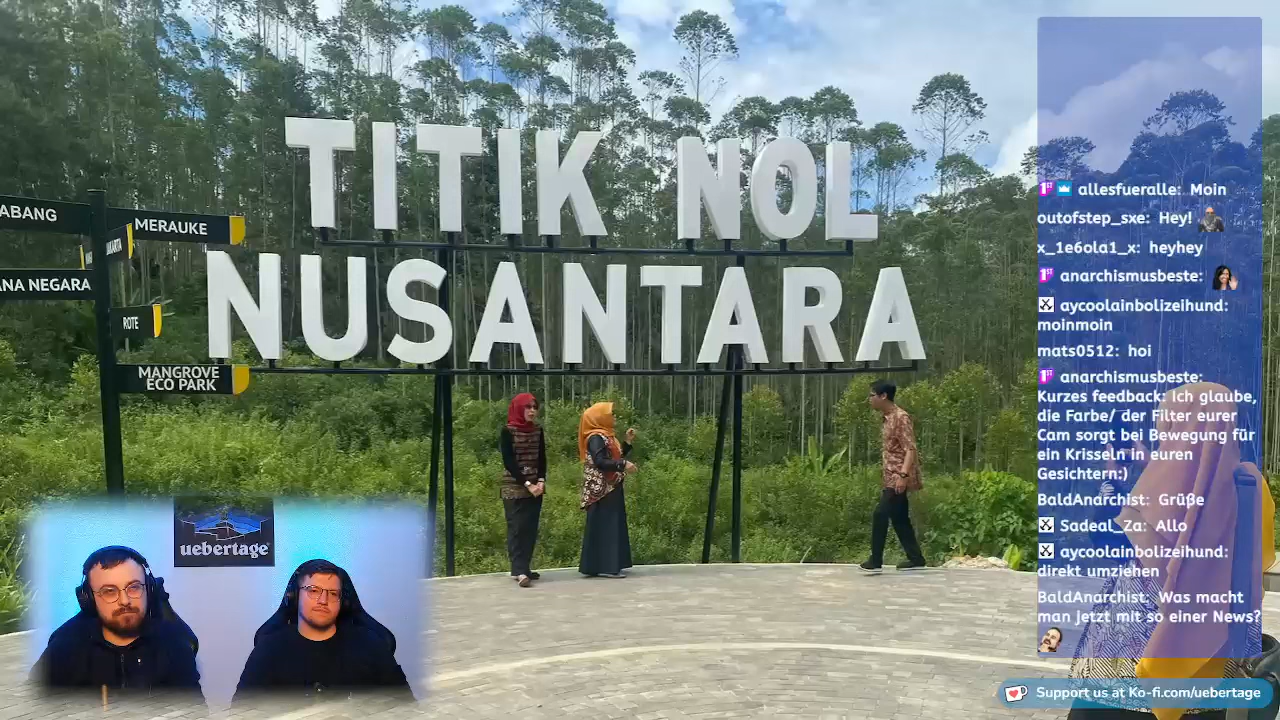 TITIK NOL
NUSANTARA
ABANG
MERAUKE
ANA NEGARA
ROTE
MANGROVE
ECO PARK
uebertage
allesfueralle: Moin
outofstep_sxe: Hey!
x_1e6ola1_x: heyhey
anarchismusbeste:
aycoolainbolizeihund:
moinmoin
mats0512: hoi
anarchismusbeste:
Kurzes feedback: ich glaube,
die Farbe/ der Filter eurer
Cam sorgt bei Bewegung für
ein Krisseln in euren
Gesichtern:)
BaldAnarchist: Grüße
Sadeal_Za: Allo
aycoolainbolizeihund:
direkt umziehen
BaldAnarchist: Was macht
man jetzt mit so einer News?
Support us at Ko-fi.com/uebertage